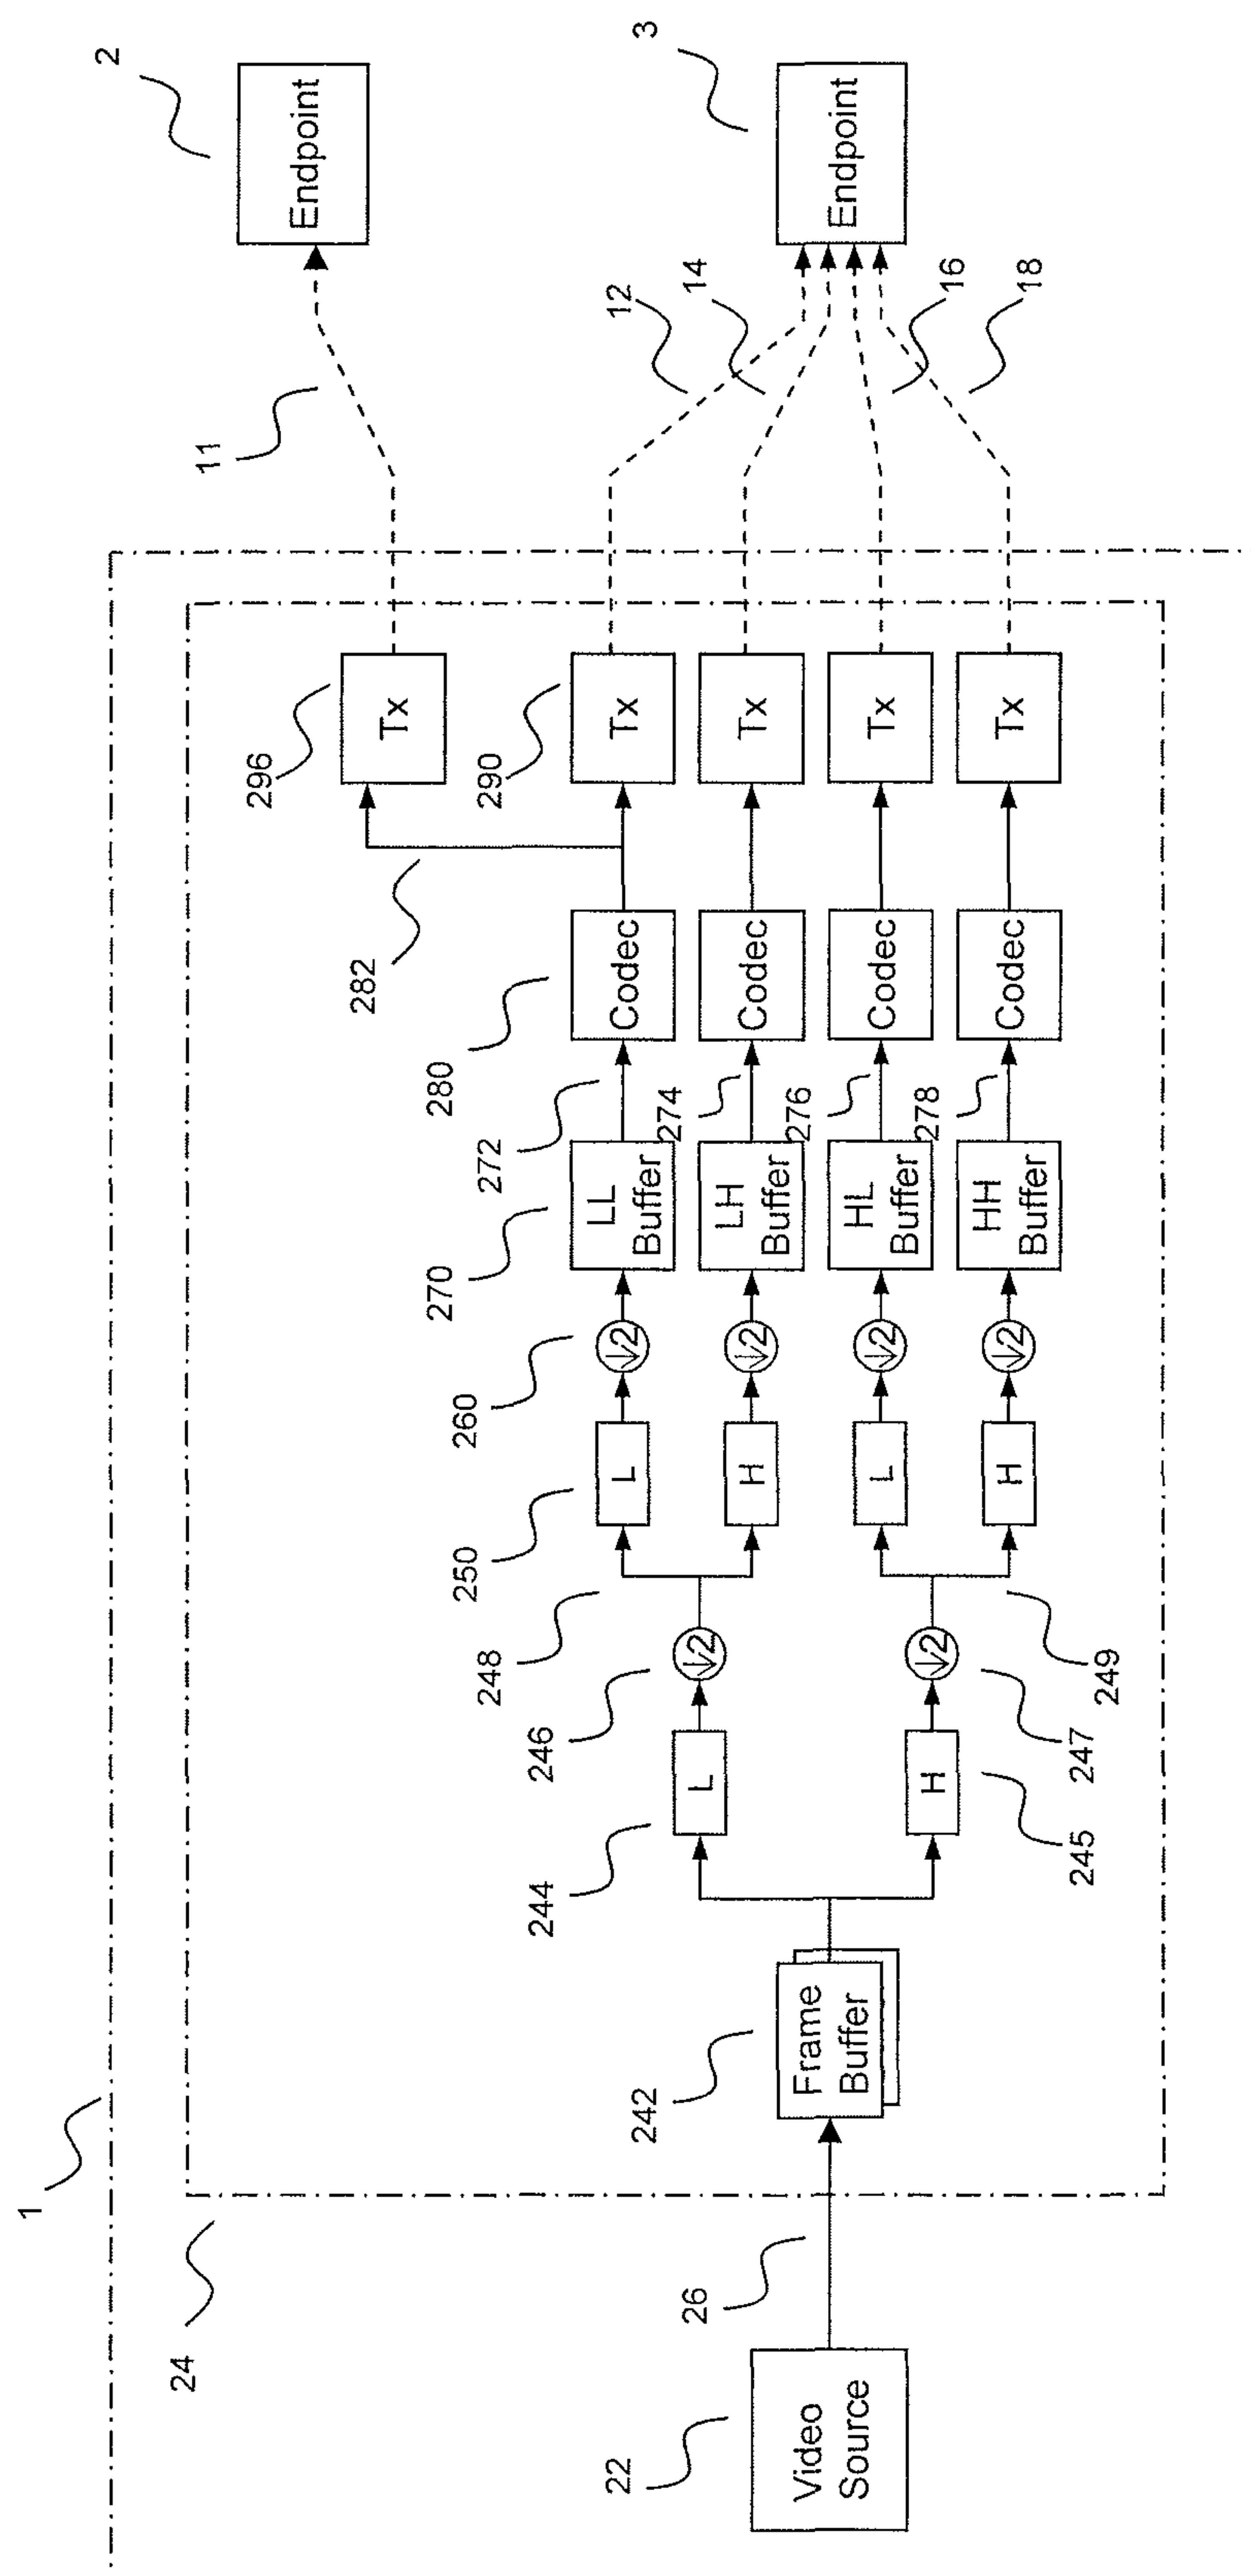 1
24
22
Video
Source
26
242
Frame
Buffer
244
L
246
↓2
248
245
H
247
↓2
249
250
L
H
L
H
260
↓2
↓2
↓2
↓2
270
LL
Buffer
LH
Buffer
HL
Buffer
HH
Buffer
272
274
276
278
280
Codec
Codec
Codec
Codec
282
296
Tx
290
Tx
Tx
Tx
Tx
11
12
14
16
18
2
Endpoint
3
Endpoint